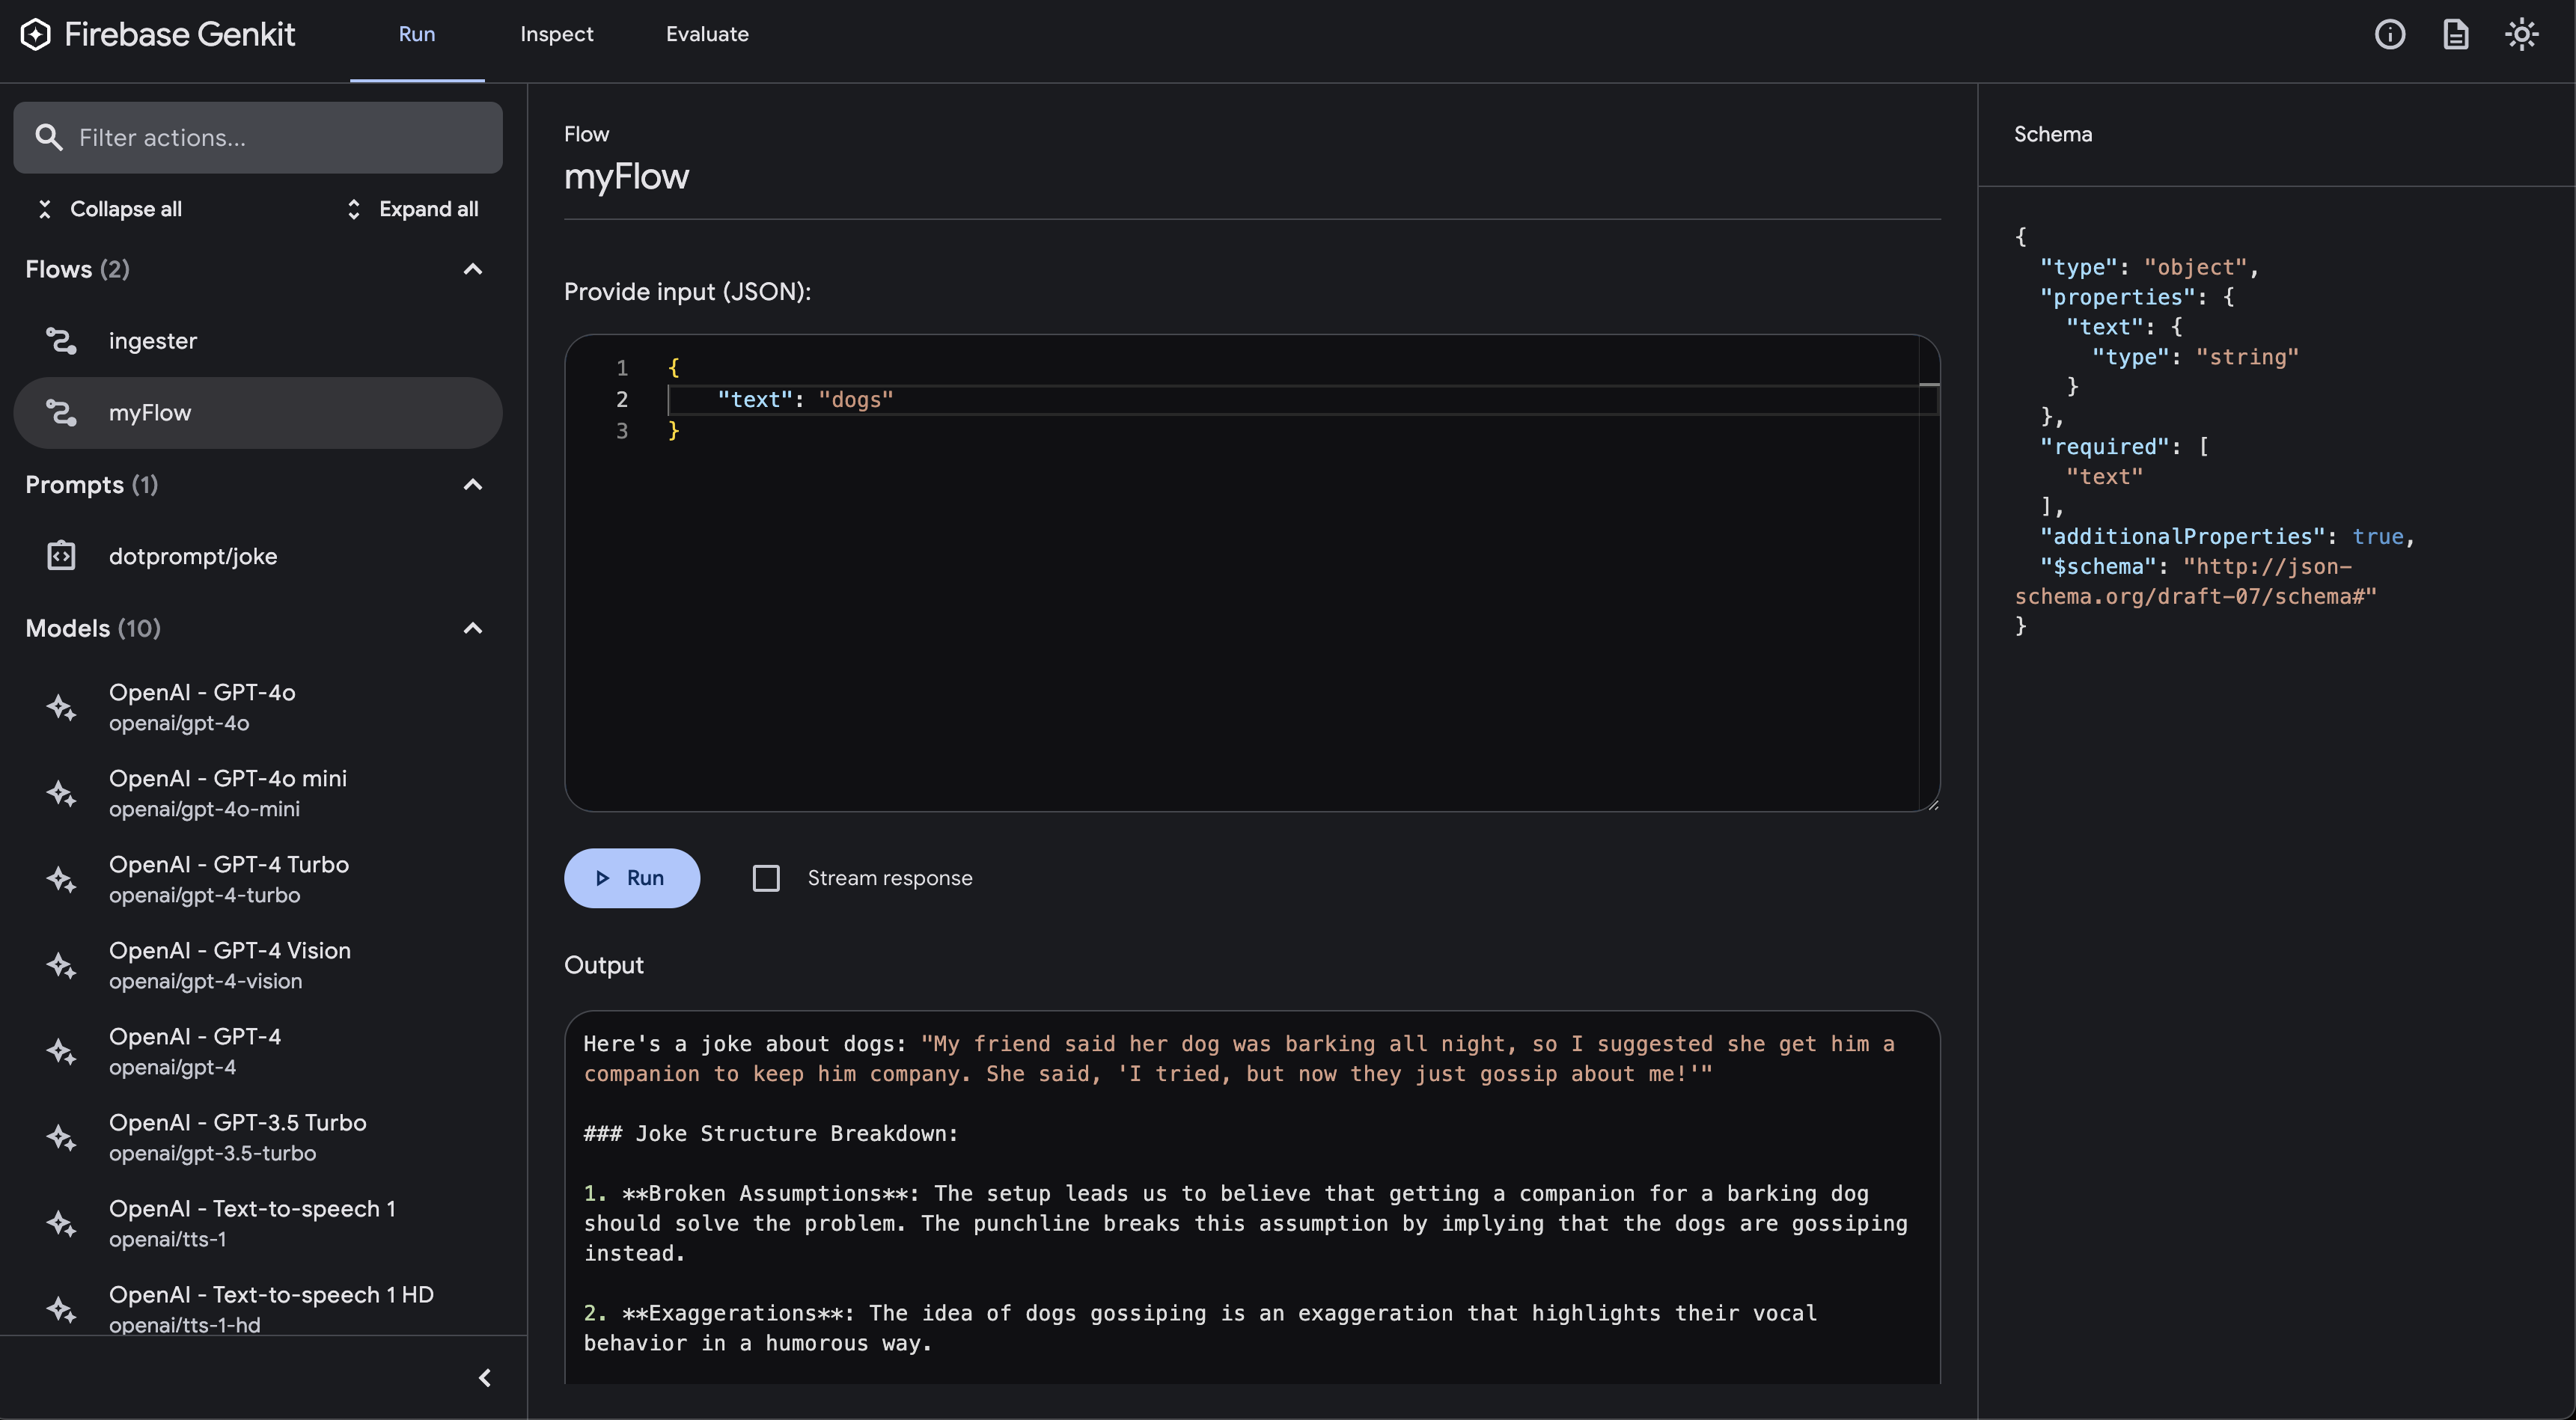 Firebase Genkit
Run
Inspect
Evaluate
Filter actions...
Collapse all
Expand all
Flows (2)
ingester
myFlow
Prompts (1)
dotprompt/joke
Models (10)
OpenAI - GPT-4o
openai/gpt-4o
OpenAI - GPT-4o mini
openai/gpt-4o-mini
OpenAI - GPT-4 Turbo
openai/gpt-4-turbo
OpenAI - GPT-4 Vision
openai/gpt-4-vision
OpenAI - GPT-4
openai/gpt-4
OpenAI - GPT-3.5 Turbo
openai/gpt-3.5-turbo
OpenAI - Text-to-speech 1
openai/tts-1
OpenAI - Text-to-speech 1 HD
openai/tts-1-hd
Flow
myFlow
Provide input (JSON):
1 {
2 "text": "dogs"
3 }
Run
Stream response
Output
Here's a joke about dogs: "My friend said her dog was barking all night, so I suggested she get him a
companion to keep him company. She said, 'I tried, but now they just gossip about me!'"
### Joke Structure Breakdown:
1. **Broken Assumptions**: The setup leads us to believe that getting a companion for a barking dog
should solve the problem. The punchline breaks this assumption by implying that the dogs are gossiping
instead.
2. **Exaggerations**: The idea of dogs gossiping is an exaggeration that highlights their vocal
behavior in a humorous way.
Schema
{
"type": "object",
"properties": {
"text": {
"type": "string"
}
},
"required": [
"text"
],
"additionalProperties": true,
"$schema": "http://json-
schema.org/draft-07/schema#"
}